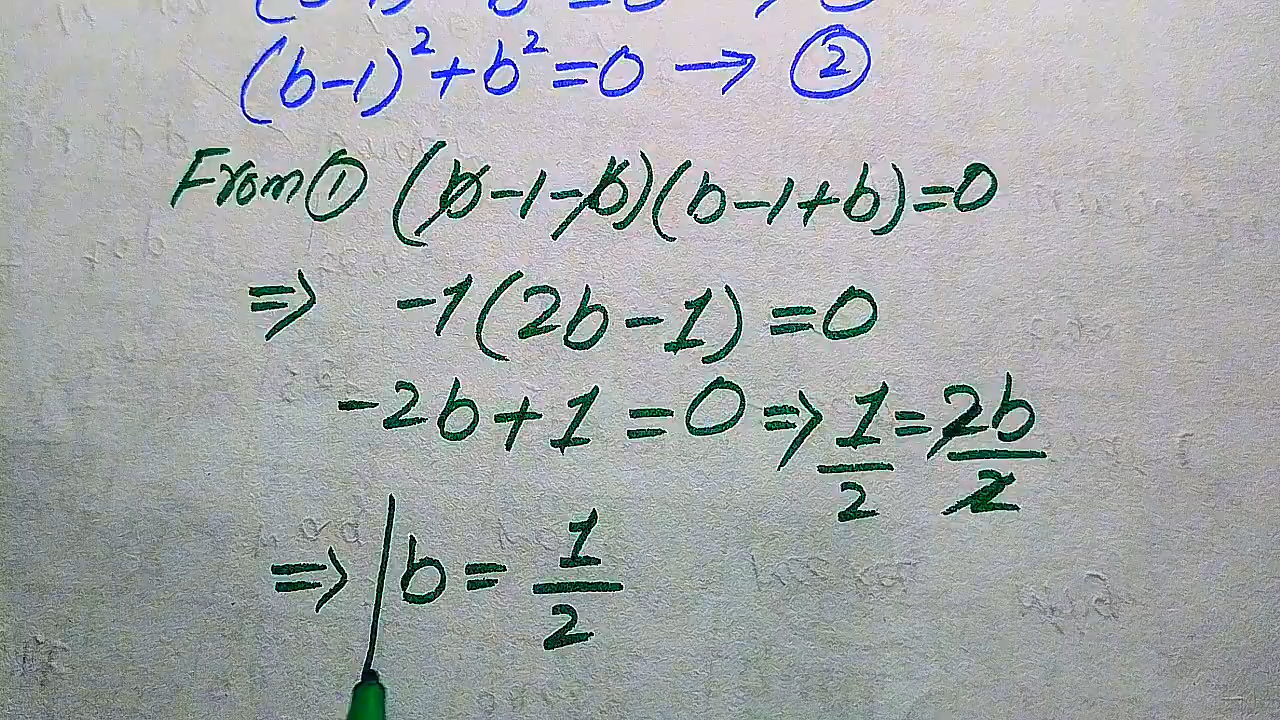 (b-1)² + b² = 0 → ②
From ① (b-1-b)(b-1+b)=0
=> -1(2b-1)=0
-2b+1=0 => 1/2 = 2b/2
=> b = 1/2